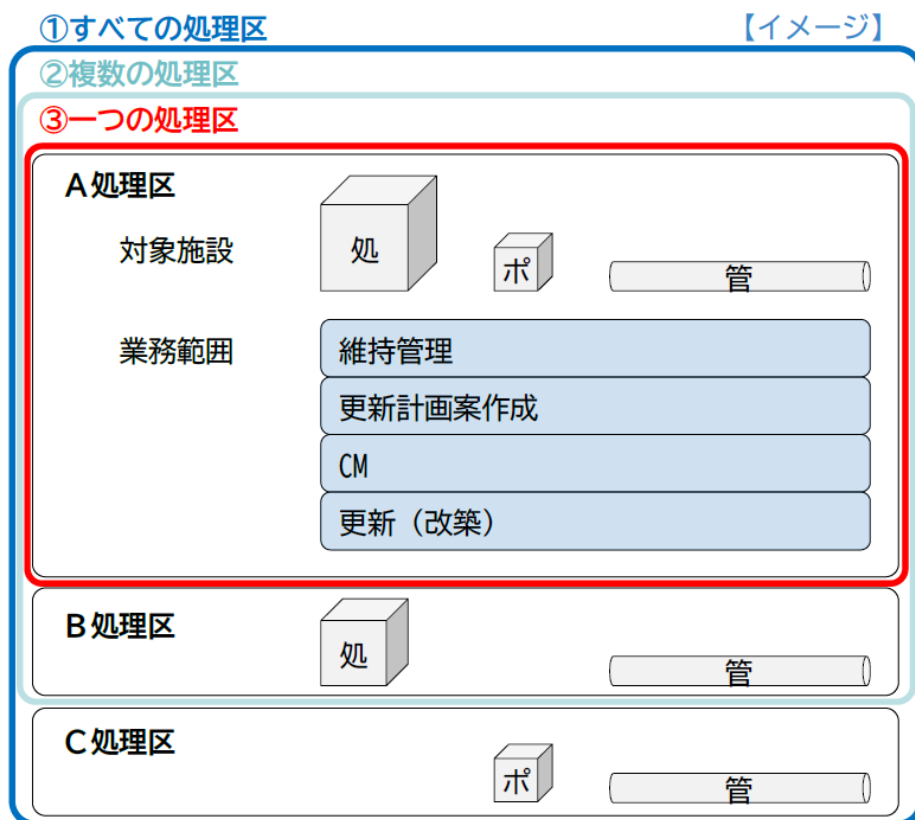 ①すべての処理区 【イメージ】
②複数の処理区
③一つの処理区
A処理区
対象施設 処 ポ 管
業務範囲 維持管理
更新計画案作成
CM
更新（改築）
B処理区
処 管
C処理区
ポ 管